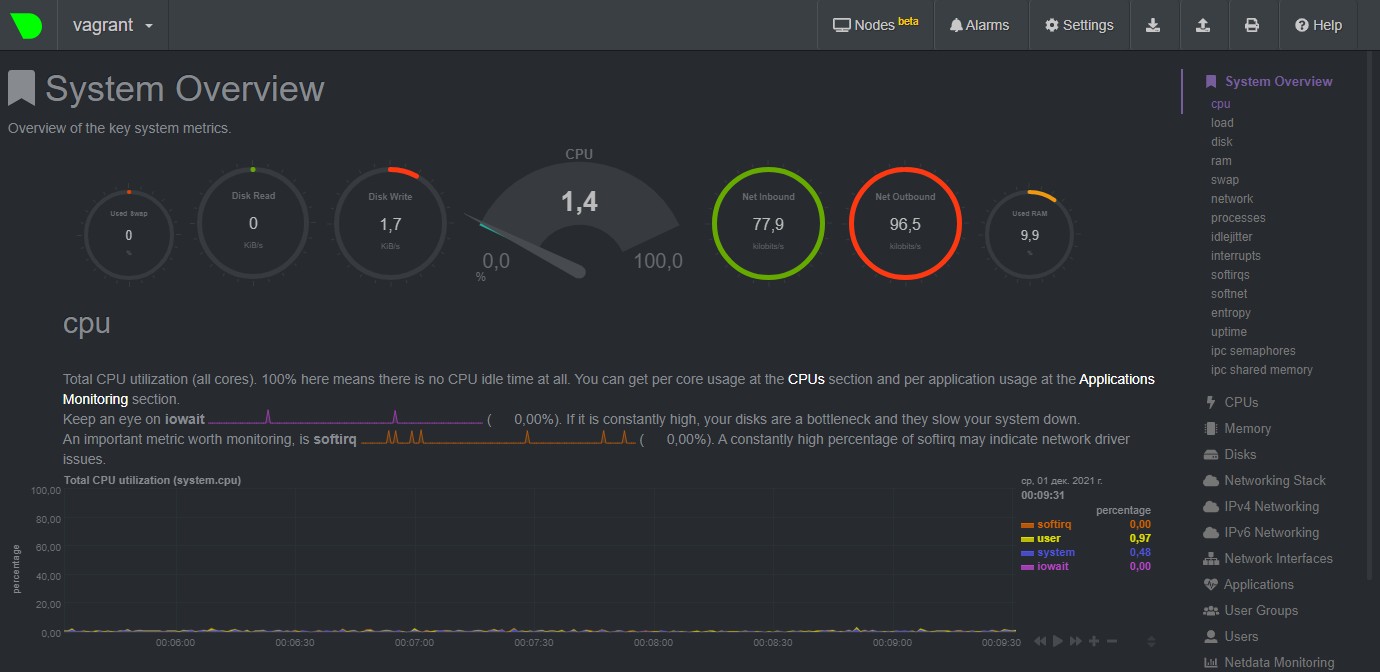 vagrant
Nodes beta
Alarms
Settings
Help
System Overview
Overview of the key system metrics.
Used Swap
0
%
Disk Read
0
KiB/s
Disk Write
1,7
KiB/s
CPU
1,4
0,0
100,0
%
Net Inbound
77,9
kilobits/s
Net Outbound
96,5
kilobits/s
Used RAM
9,9
%
cpu
Total CPU utilization (all cores). 100% here means there is no CPU idle time at all. You can get per core usage at the CPUs section and per application usage at the Applications
Monitoring section.
Keep an eye on iowait ( 0,00%). If it is constantly high, your disks are a bottleneck and they slow your system down.
An important metric worth monitoring, is softirq ( 0,00%). A constantly high percentage of softirq may indicate network driver
issues.
Total CPU utilization (system.cpu)
percentage
100,00
80,00
60,00
40,00
20,00
0,00
00:06:00
00:06:30
00:07:00
00:07:30
00:08:00
00:08:30
00:09:00
00:09:30
ср, 01 дек. 2021 г.
00:09:31
percentage
softirq 0,00
user 0,97
system 0,48
iowait 0,00
System Overview
cpu
load
disk
ram
swap
network
processes
idlejitter
interrupts
softirqs
softnet
entropy
uptime
ipc semaphores
ipc shared memory
CPUs
Memory
Disks
Networking Stack
IPv4 Networking
IPv6 Networking
Network Interfaces
Applications
User Groups
Users
Netdata Monitoring